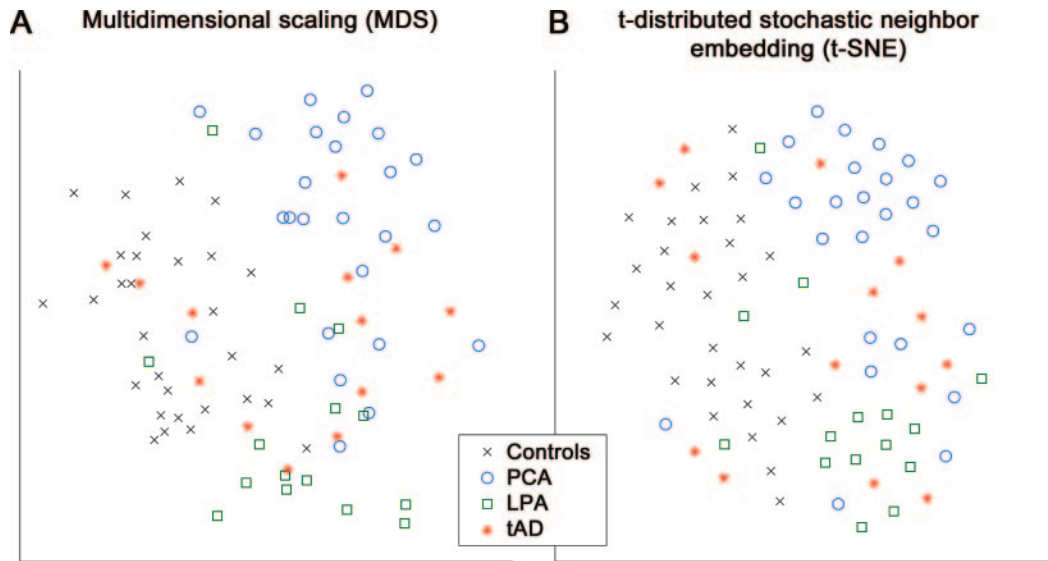 A
Multidimensional scaling (MDS)
B
t-distributed stochastic neighbor
embedding (t-SNE)
Controls
PCA
LPA
tAD